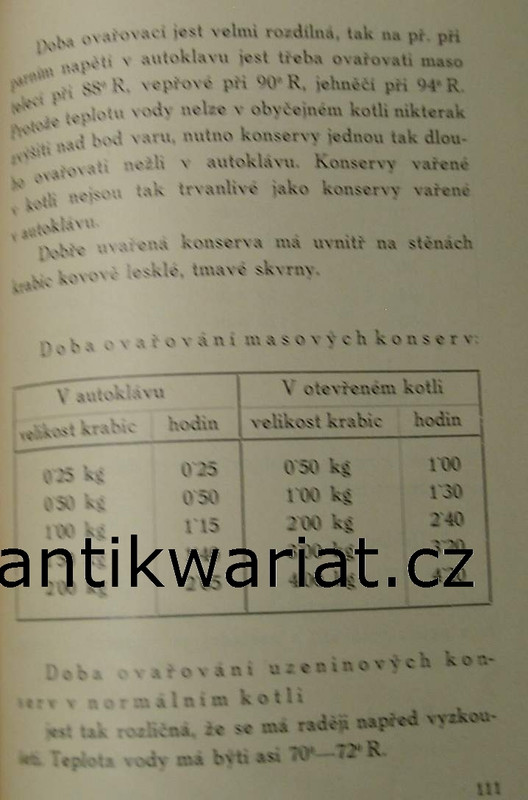 Doba ovařovací jest velmi rozdílná, tak na př. při
parním napětí v autoklavu jest třeba ovařovati maso
telecí při 88° R, vepřové při 90° R, jehněčí při 94° R.
Protože teplotu vody nelze v obyčejném kotli nikterak
zvýšiti nad bod varu, nutno konservy jednou tak dlou-
ho ovařovati nežli v autoklávu. Konservy vařené
v kotli nejsou tak trvanlivé jako konservy vařené
v autoklávu.
Dobře uvařená konserva má uvnitř na stěnách
krabic kovově lesklé, tmavé skvrny.
Doba ovařování masových konserv:
V autoklávu V otevřeném kotli
velikost krabic hodin velikost krabic hodin
0˙25 kg 0˙25 0˙50 kg 1˙00
0˙50 kg 0˙50 1˙00 kg 1˙30
1˙00 kg 1˙15 2˙00 kg 2˙40
antikwariat.cz
2˙00 kg
Doba ovařování uzeninových kon-
serv v normálním kotli
jest tak rozličná, že se má raději napřed vyzkou-
šeti. Teplota vody má býti asi 70°—72° R.
111